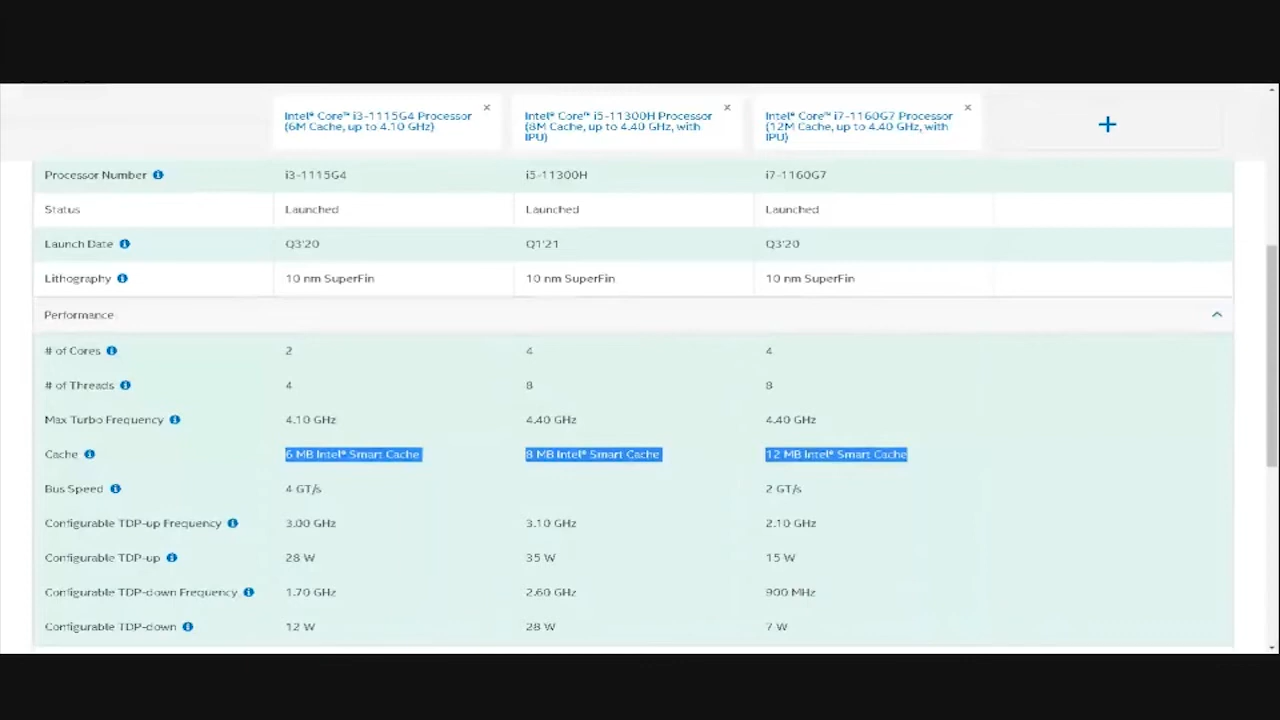 Intel® Core™ i3-1115G4 Processor
(6M Cache, up to 4.10 GHz)
×
Intel® Core™ i5-11300H Processor
(8M Cache, up to 4.40 GHz, with
IPU)
×
Intel® Core™ i7-1160G7 Processor
(12M Cache, up to 4.40 GHz, with
IPU)
×
+
Processor Number i3-1115G4 i5-11300H i7-1160G7
Status Launched Launched Launched
Launch Date Q3'20 Q1'21 Q3'20
Lithography 10 nm SuperFin 10 nm SuperFin 10 nm SuperFin
Performance
# of Cores 2 4 4
# of Threads 4 8 8
Max Turbo Frequency 4.10 GHz 4.40 GHz 4.40 GHz
Cache 6 MB Intel® Smart Cache 8 MB Intel® Smart Cache 12 MB Intel® Smart Cache
Bus Speed 4 GT/s 2 GT/s
Configurable TDP-up Frequency 3.00 GHz 3.10 GHz 2.10 GHz
Configurable TDP-up 28 W 35 W 15 W
Configurable TDP-down Frequency 1.70 GHz 2.60 GHz 900 MHz
Configurable TDP-down 12 W 28 W 7 W